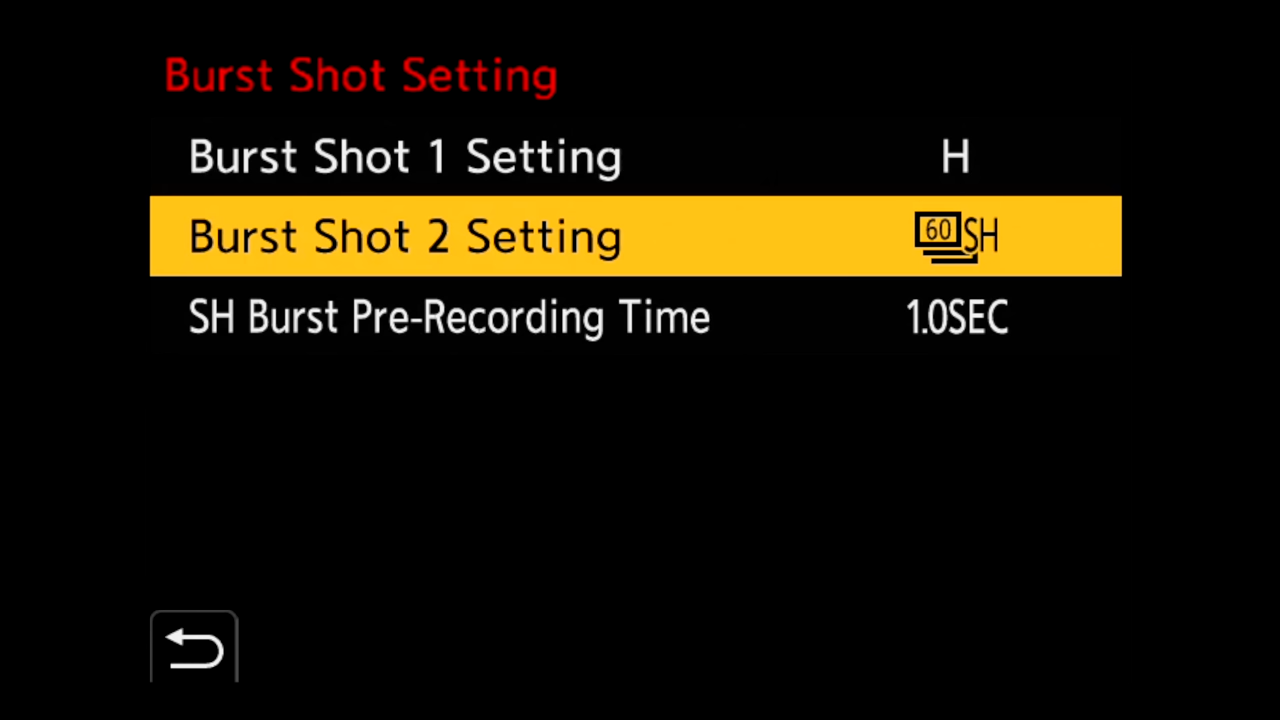 Burst Shot Setting
Burst Shot 1 Setting H
Burst Shot 2 Setting 60 SH
SH Burst Pre-Recording Time 1.0SEC